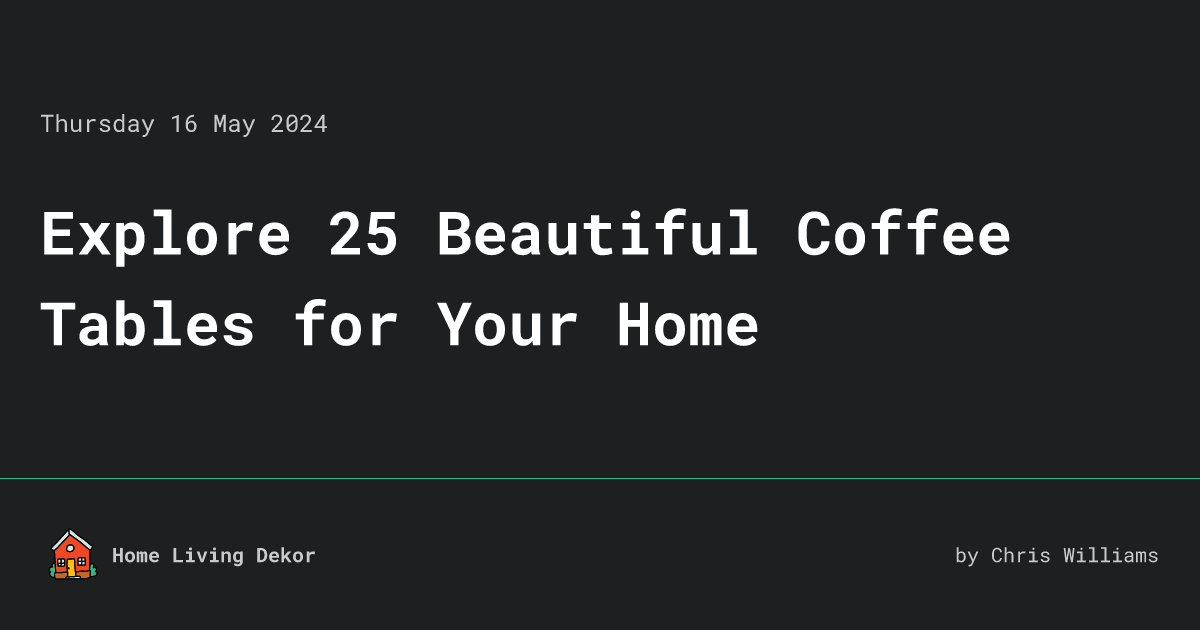 Thursday 16 May 2024
Explore 25 Beautiful Coffee
Tables for Your Home
Home Living Dekor
by Chris Williams